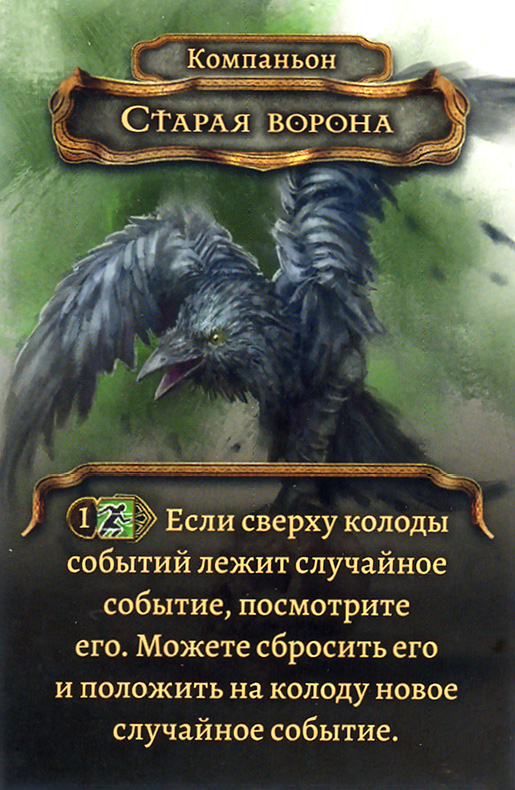 Компаньон
Старая ворона
1 Если сверху колоды
событий лежит случайное
событие, посмотрите
его. Можете сбросить его
и положить на колоду новое
случайное событие.